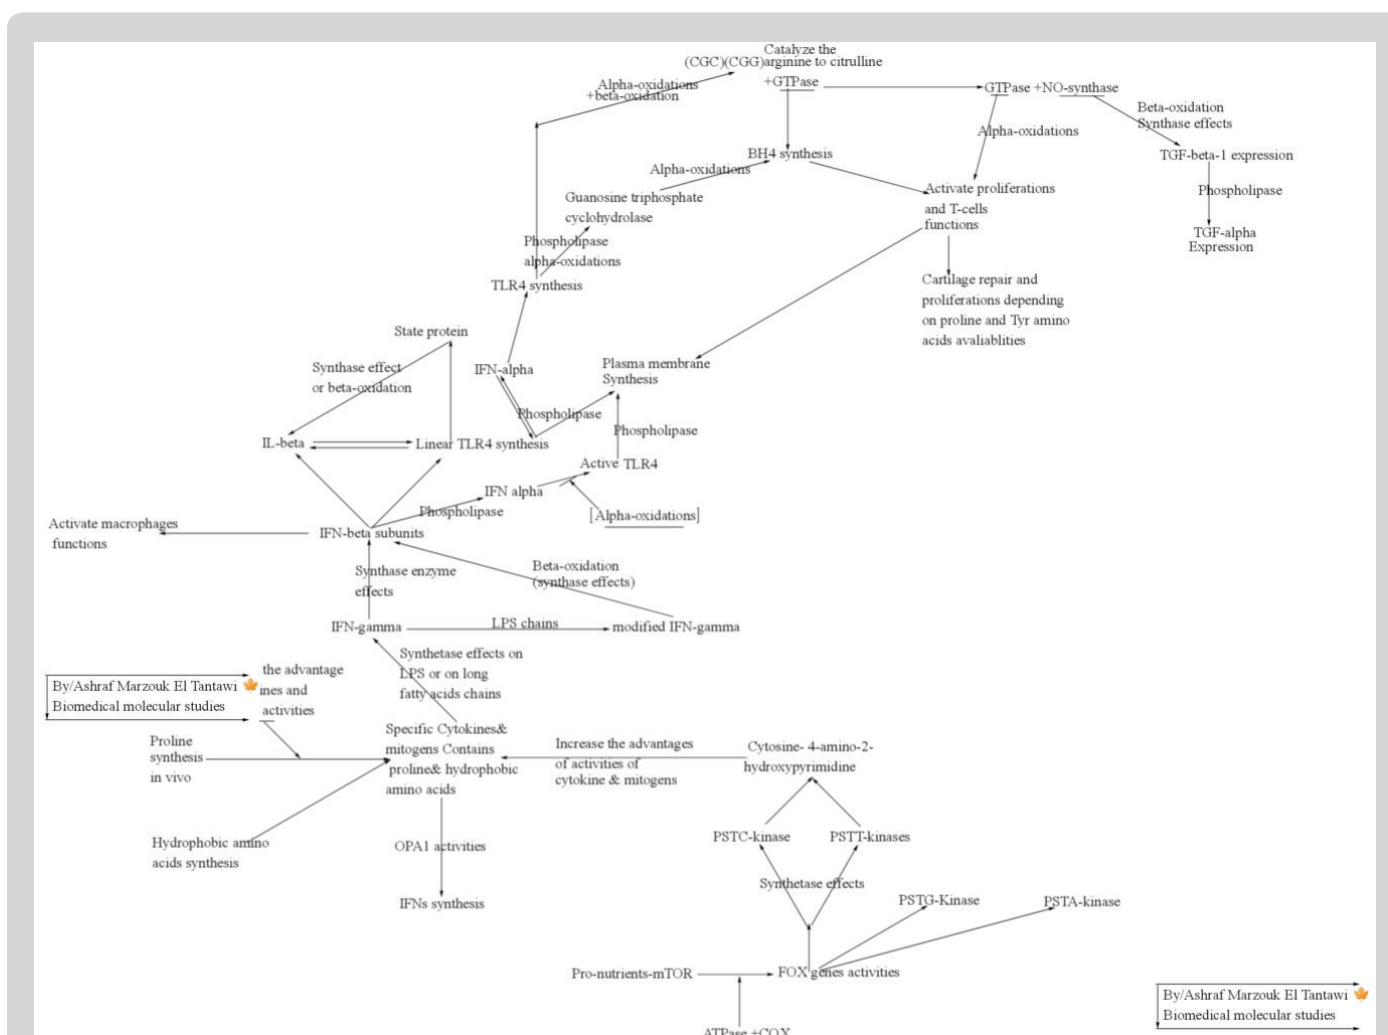 Catalyze the
(CGC)(CGG)arginine to citrulline
+GTPase
Alpha-oxidations
+beta-oxidation
GTPase +NO-synthase
Beta-oxidation
Synthase effects
Alpha-oxidations
TGF-beta-1 expression
BH4 synthesis
Alpha-oxidations
Guanosine triphosphate
cyclohydrolase
Activate proliferations
and T-cells
functions
Phospholipase
TGF-alpha
Expression
Phospholipase
alpha-oxidations
TLR4 synthesis
Cartilage repair and
proliferations depending
on proline and Tyr amino
acids avaliablities
State protein
Synthase effect
or beta-oxidation
IFN-alpha
Plasma membrane
Synthesis
Phospholipase
Phospholipase
IL-beta
Linear TLR4 synthesis
Active TLR4
IFN alpha
Phospholipase
[Alpha-oxidations]
Activate macrophages
functions
IFN-beta subunits
Synthase enzyme
effects
Beta-oxidation
(synthase effects)
IFN-gamma
LPS chains
modified IFN-gamma
Synthetase effects on
LPS or on long
fatty acids chains
the advantage
ines and
activities
By/Ashraf Marzouk El Tantawi
Biomedical molecular studies
Proline
synthesis
in vivo
Specific Cytokines&
mitogens Contains
proline& hydrophobic
amino acids
Increase the advantages
of activities of
cytokine & mitogens
Cytosine- 4-amino-2-
hydroxypyrimidine
Hydrophobic amino
acids synthesis
OPA1 activities
IFNs synthesis
PSTC-kinase
PSTT-kinases
Synthetase effects
PSTG-Kinase
PSTA-kinase
Pro-nutrients-mTOR
FOX genes activities
ATPase +COX
By/Ashraf Marzouk El Tantawi
Biomedical molecular studies